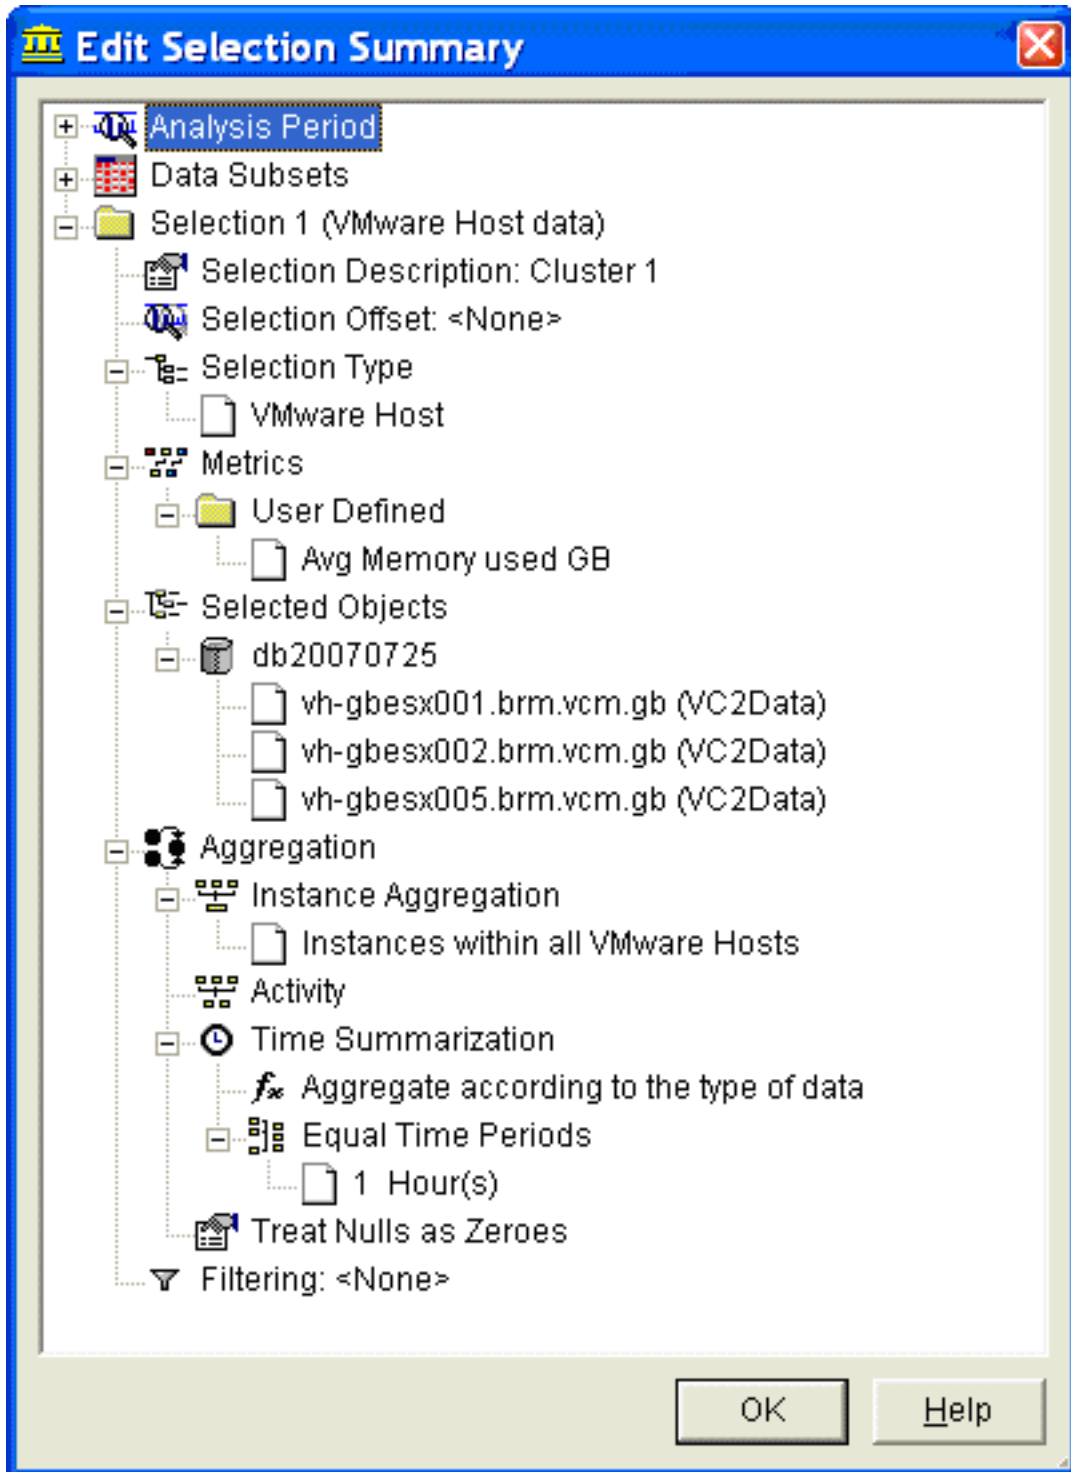 Edit Selection Summary
Analysis Period
Data Subsets
Selection 1 (VMware Host data)
Selection Description: Cluster 1
Selection Offset: <None>
Selection Type
VMware Host
Metrics
User Defined
Avg Memory used GB
Selected Objects
db20070725
vh-gbesx001.brm.vcm.gb (VC2Data)
vh-gbesx002.brm.vcm.gb (VC2Data)
vh-gbesx005.brm.vcm.gb (VC2Data)
Aggregation
Instance Aggregation
Instances within all VMware Hosts
Activity
Time Summarization
fx Aggregate according to the type of data
Equal Time Periods
1 Hour(s)
Treat Nulls as Zeroes
Filtering: <None>
OK Help